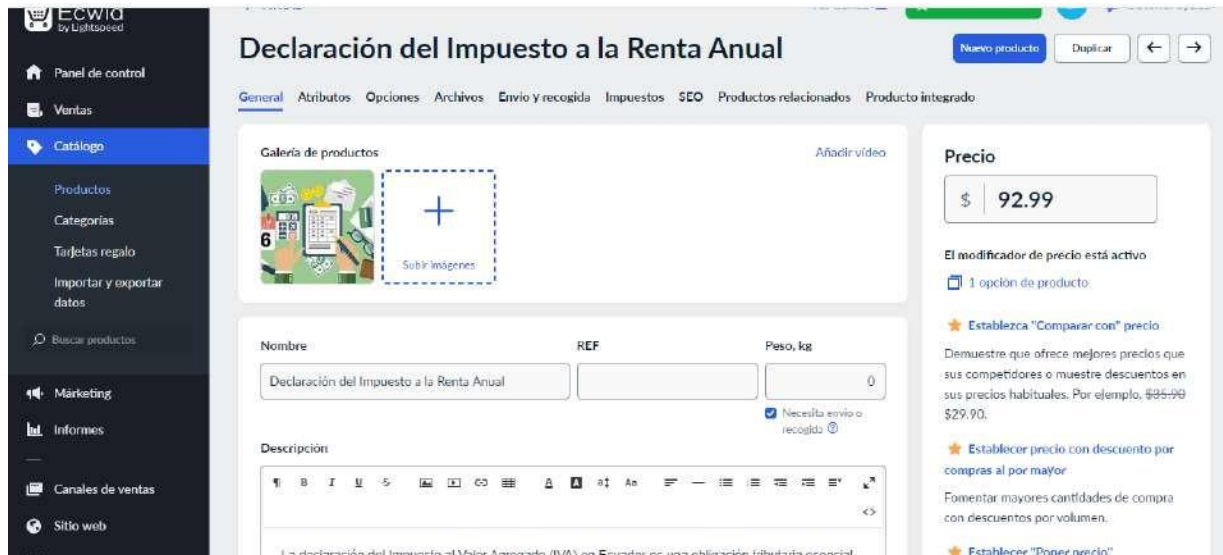 Ecwid
by Lightspeed
Panel de control
Ventas
Catálogo
Productos
Categorías
Tarjetas regalo
Importar y exportar
datos
Buscar productos
Márketing
Informes
Canales de ventas
Sitio web
Declaración del Impuesto a la Renta Anual
Nuevo producto
Duplicar
General Atributos Opciones Archivos Envío y recogida Impuestos SEO Productos relacionados Producto integrado
Galería de productos
Añadir vídeo
6
Subir imágenes
Nombre
REF
Peso, kg
Declaración del Impuesto a la Renta Anual
0
Necesita envío o
recogida
Descripción
La declaración del Impuesto al Valor Agregado (IVA) en Ecuador es una obligación tributaria esencial
Precio
$ 92.99
El modificador de precio está activo
1 opción de producto
Establezca "Comparar con" precio
Demuestre que ofrece mejores precios que
sus competidores o muestre descuentos en
sus precios habituales. Por ejemplo, $35.90
$29.90.
Establecer precio con descuento por
compras al por mayor
Fomentar mayores cantidades de compra
con descuentos por volumen.
Establecer "Poner precio"